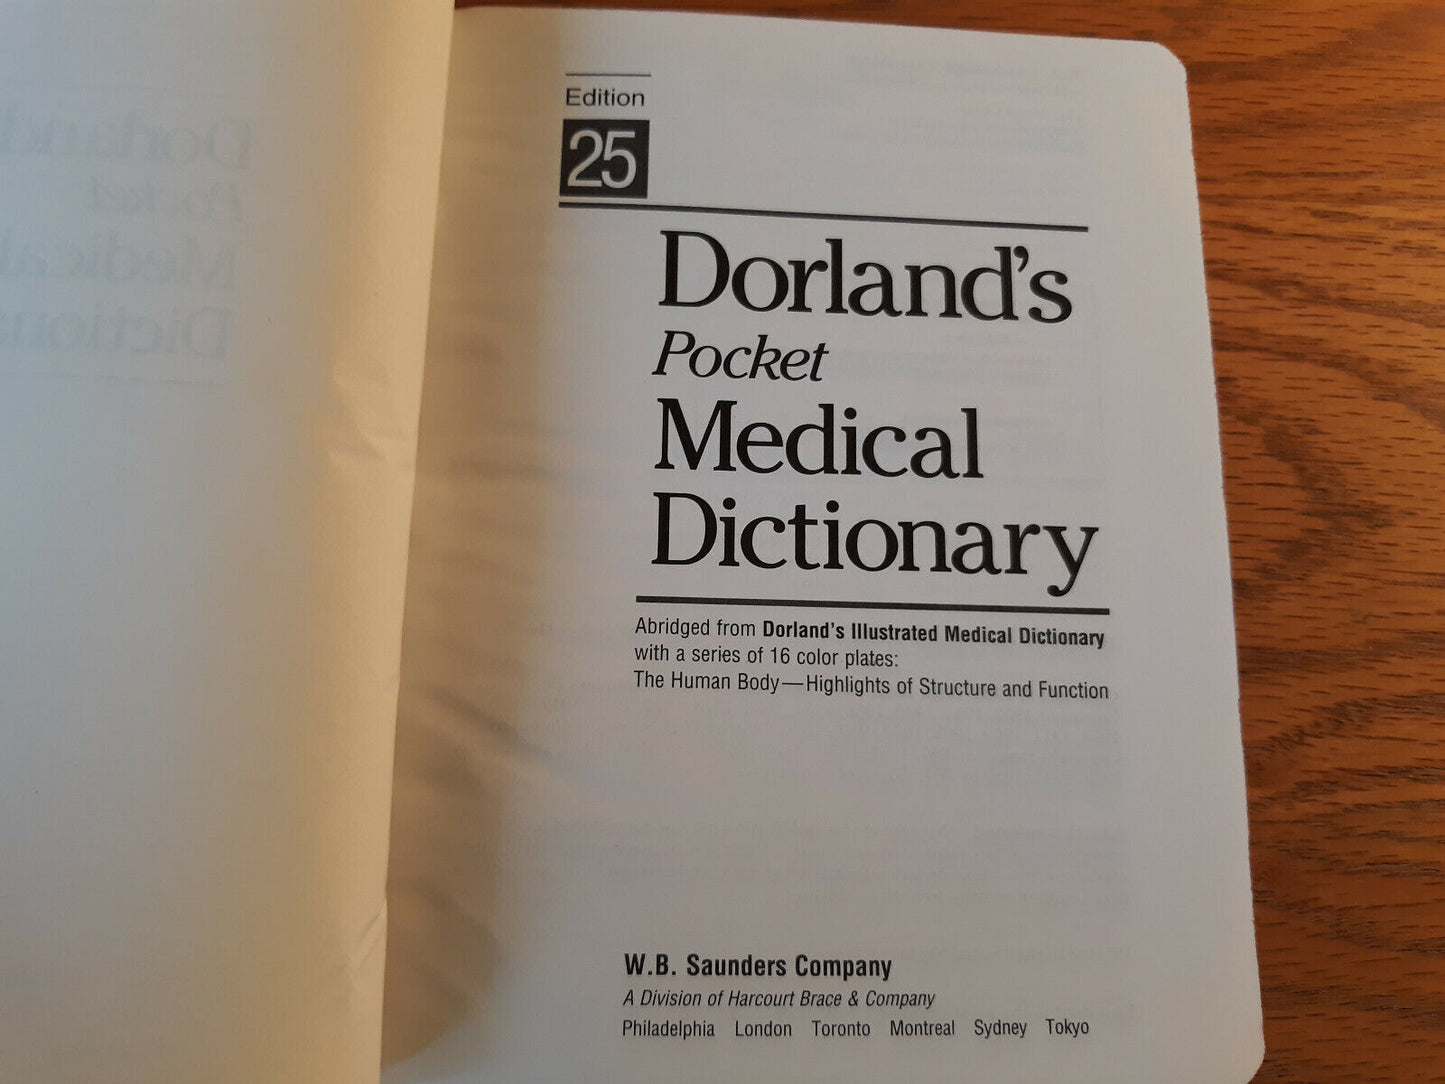 Edition
25
Dorland's
Pocket
Medical
Dictionary
Abridged from Dorland's Illustrated Medical Dictionary
with a series of 16 color plates:
The Human Body—Highlights of Structure and Function
W.B. Saunders Company
A Division of Harcourt Brace & Company
Philadelphia London Toronto Montreal Sydney Tokyo